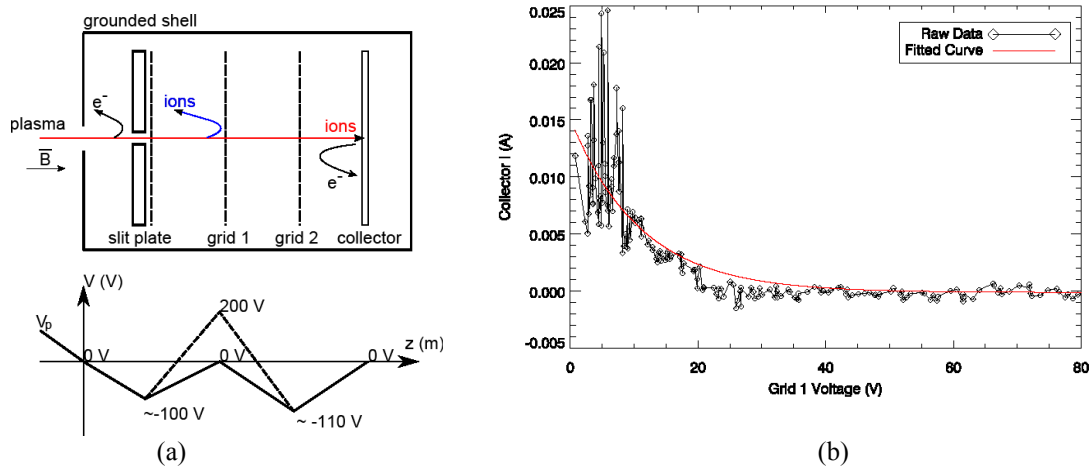 grounded shell
e-
ions
plasma
ions
B
e-
slit plate
grid 1
grid 2
collector
V (V)
200 V
Vp
0 V
0 V
0 V
z (m)
~-100 V
~ -110 V
(a)
0.025
0.020
0.015
0.010
0.005
0.000
-0.005
Collector I (A)
Raw Data
Fitted Curve
0
20
40
60
80
Grid 1 Voltage (V)
(b)